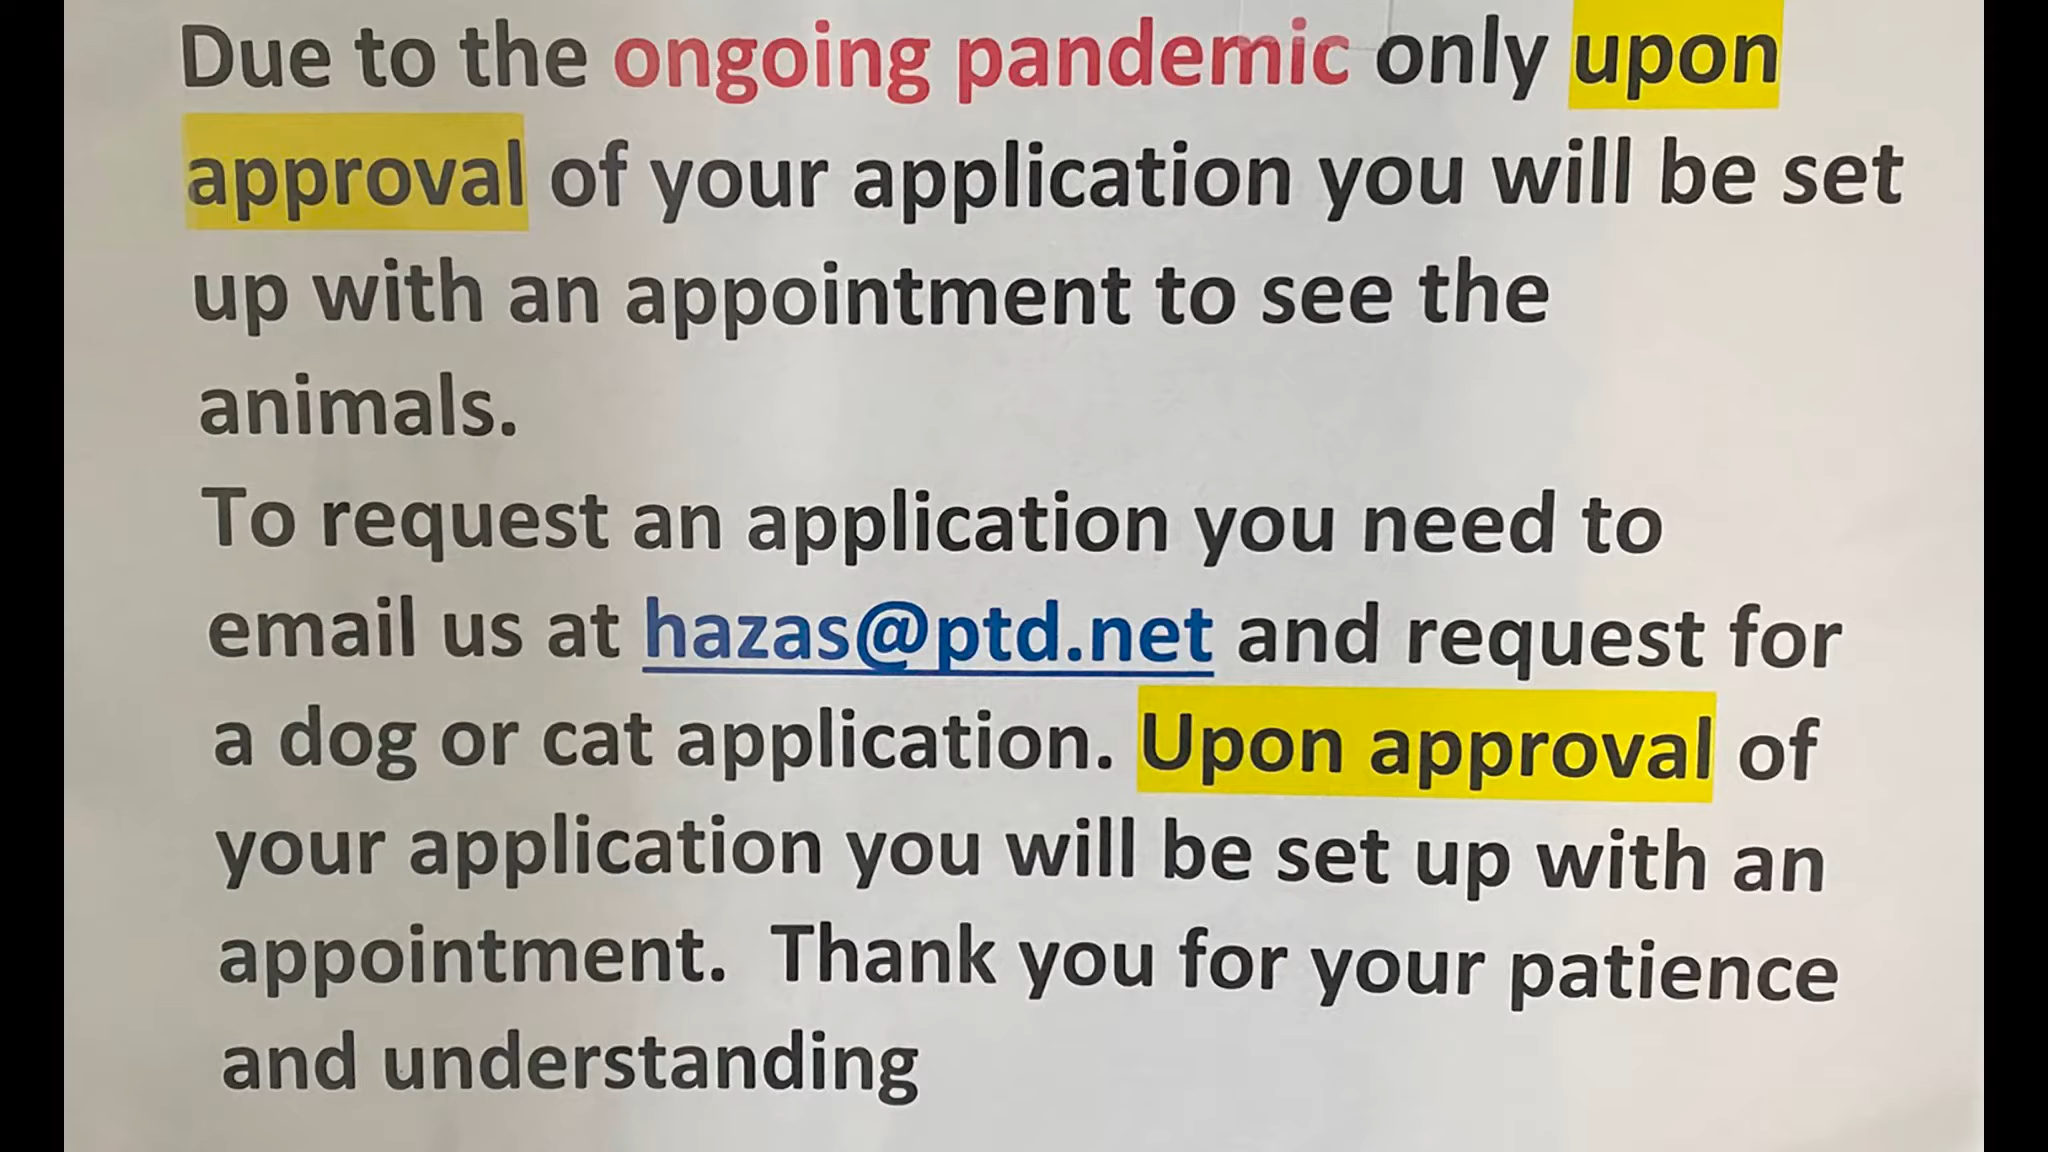 Due to the ongoing pandemic only upon
approval of your application you will be set
up with an appointment to see the
animals.
To request an application you need to
email us at hazas@ptd.net and request for
a dog or cat application. Upon approval of
your application you will be set up with an
appointment. Thank you for your patience
and understanding